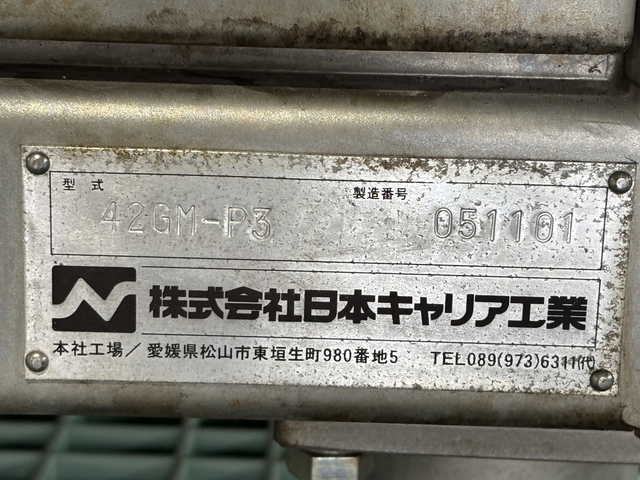 型式 42GM-P3 製造番号 051101
株式会社日本キャリア工業
本社工場/愛媛県松山市東垣生町980番地5 TEL089(973)6311㈹